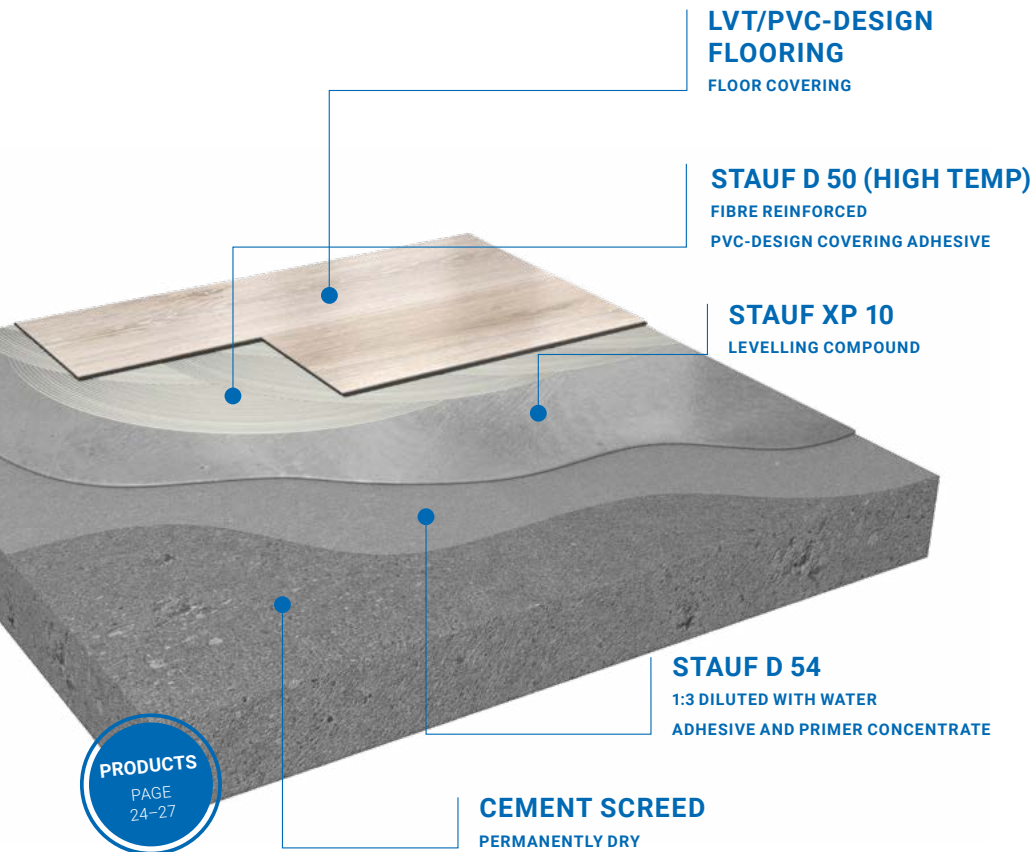 LVT/PVC-DESIGN
FLOORING
FLOOR COVERING
STAUF D 50 (HIGH TEMP)
FIBRE REINFORCED
PVC-DESIGN COVERING ADHESIVE
STAUF XP 10
LEVELLING COMPOUND
STAUF D 54
1:3 DILUTED WITH WATER
ADHESIVE AND PRIMER CONCENTRATE
PRODUCTS
PAGE
24–27
CEMENT SCREED
PERMANENTLY DRY